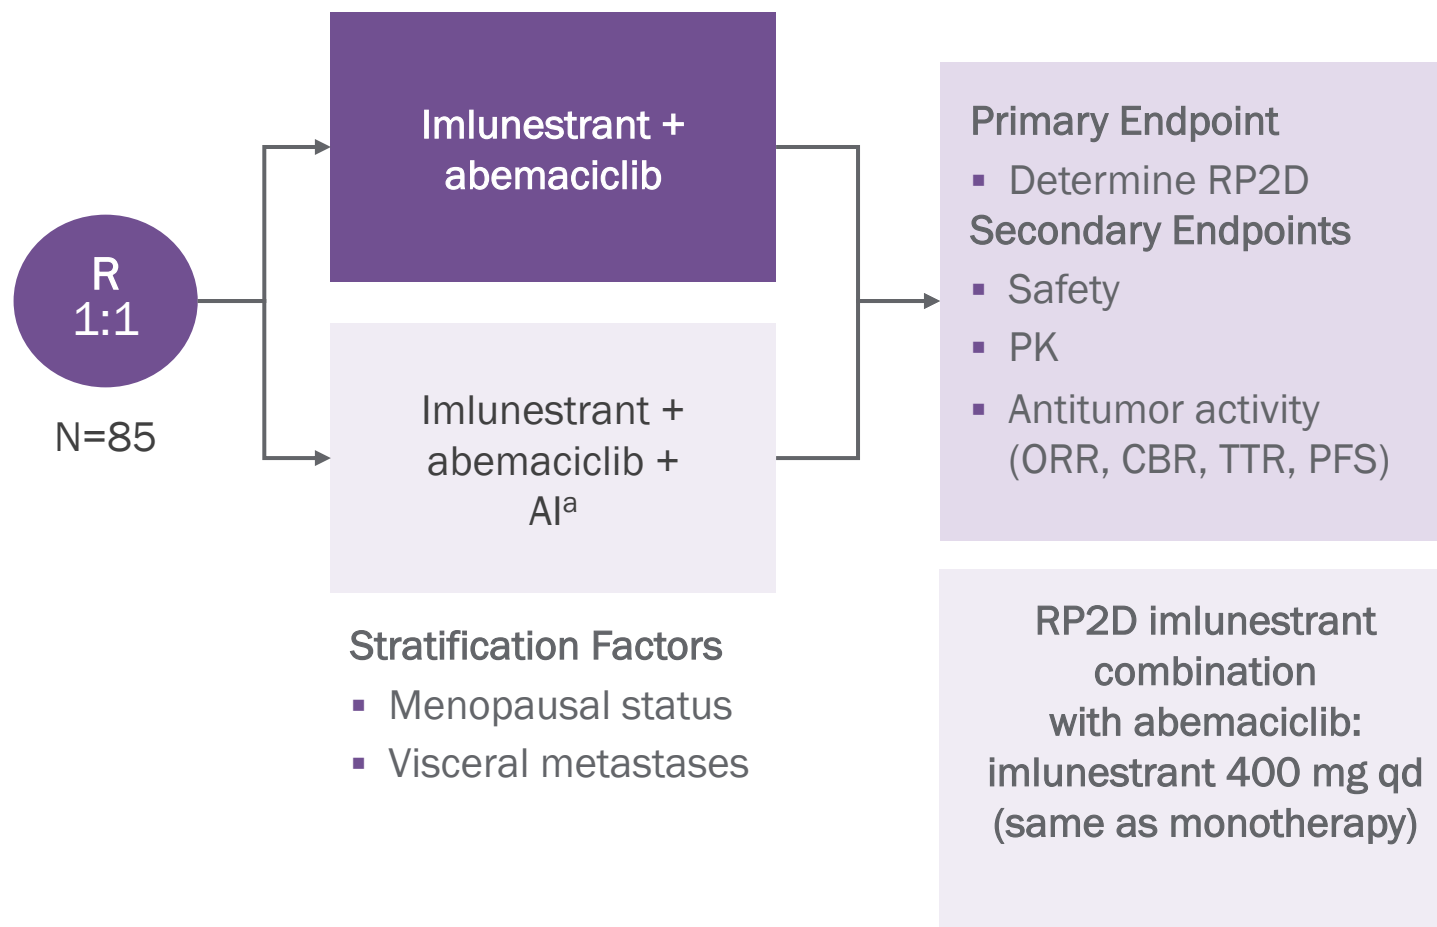 R
1:1
N=85
Imlunestrant +
abemaciclib
Imlunestrant +
abemaciclib +
AIᵃ
Stratification Factors
▪ Menopausal status
▪ Visceral metastases
Primary Endpoint
▪ Determine RP2D
Secondary Endpoints
▪ Safety
▪ PK
▪ Antitumor activity
(ORR, CBR, TTR, PFS)
RP2D imlunestrant
combination
with abemaciclib:
imlunestrant 400 mg qd
(same as monotherapy)